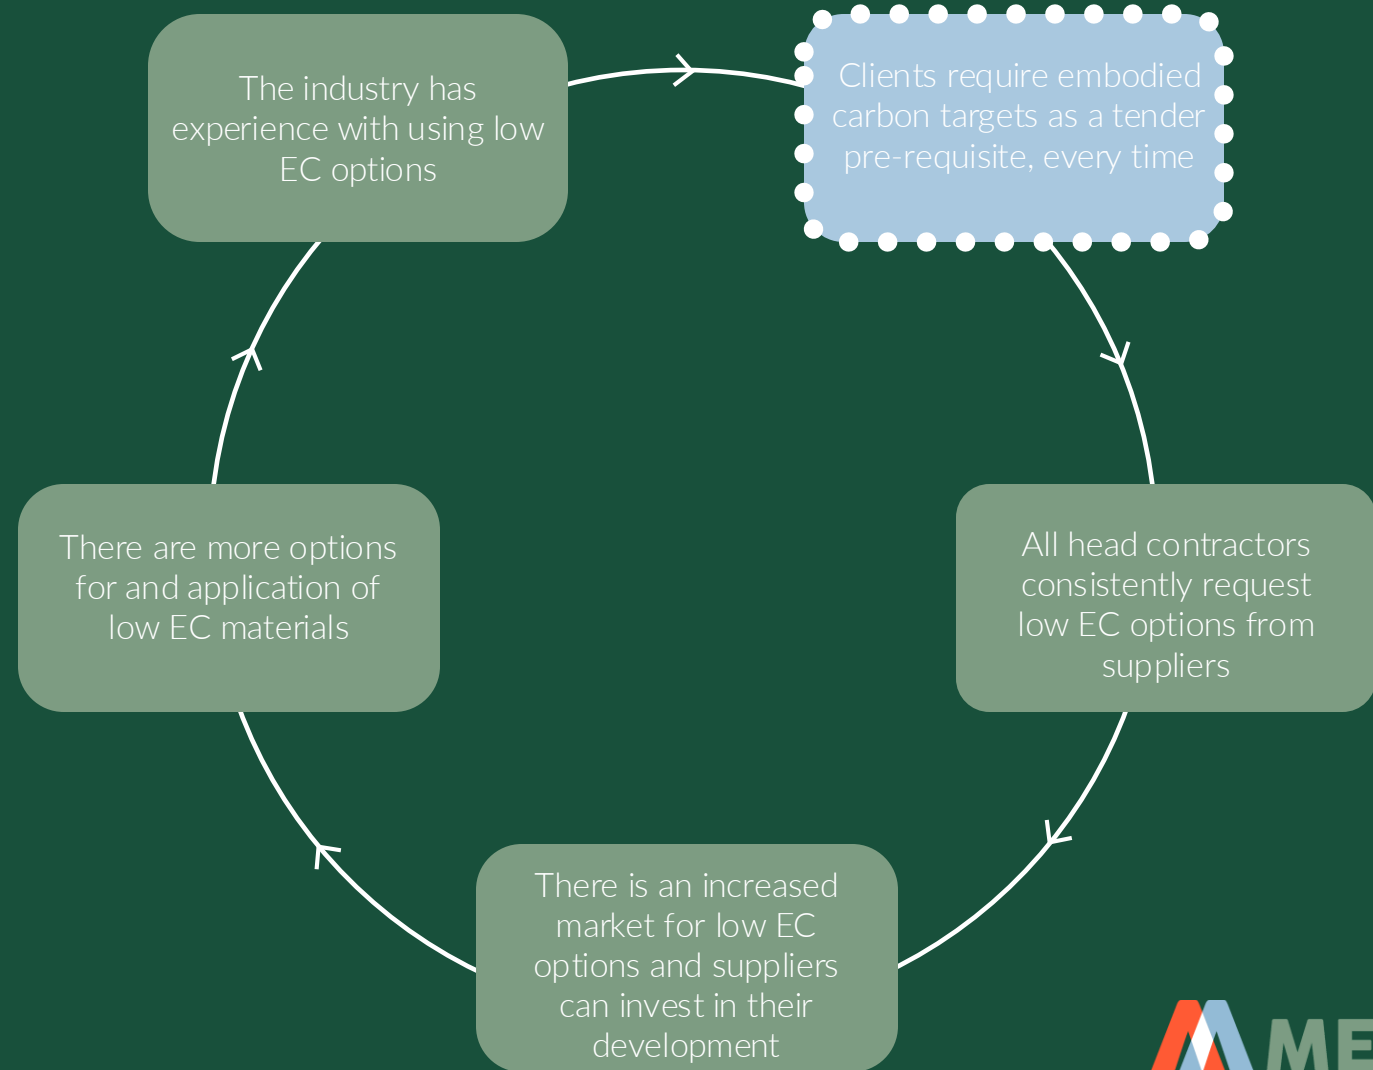 The industry has
experience with using low
EC options
Clients require embodied
carbon targets as a tender
pre-requisite, every time
All head contractors
consistently request
low EC options from
suppliers
There is an increased
market for low EC
options and suppliers
can invest in their
development
There are more options
for and application of
low EC materials
ME